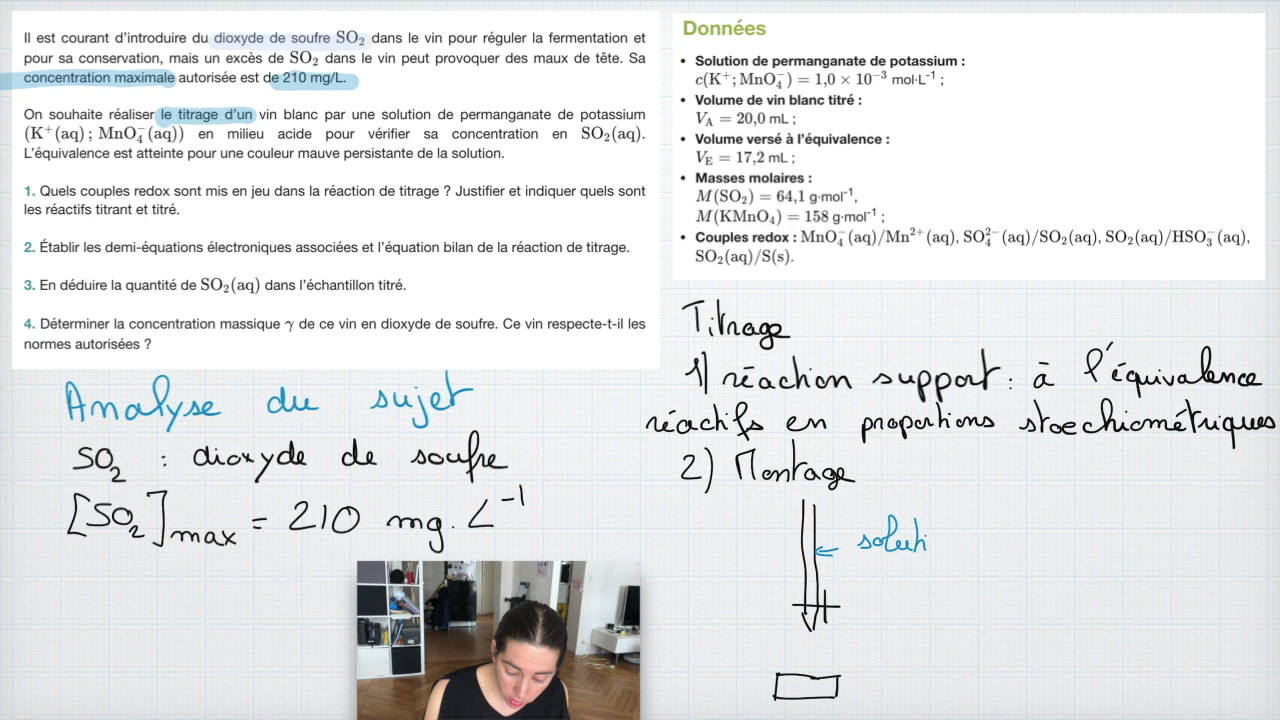 Il est courant d'introduire du dioxyde de soufre SO₂ dans le vin pour réguler la fermentation et
pour sa conservation, mais un excès de SO₂ dans le vin peut provoquer des maux de tête. Sa
concentration maximale autorisée est de 210 mg/L.
On souhaite réaliser le titrage d'un vin blanc par une solution de permanganate de potassium
(K⁺(aq) ; MnO₄⁻(aq)) en milieu acide pour vérifier sa concentration en SO₂(aq).
L'équivalence est atteinte pour une couleur mauve persistante de la solution.
1. Quels couples redox sont mis en jeu dans la réaction de titrage ? Justifier et indiquer quels sont
les réactifs titrant et titré.
2. Établir les demi-équations électroniques associées et l'équation bilan de la réaction de titrage.
3. En déduire la quantité de SO₂(aq) dans l'échantillon titré.
4. Déterminer la concentration massique γ de ce vin en dioxyde de soufre. Ce vin respecte-t-il les
normes autorisées ?
Données
• Solution de permanganate de potassium :
c(K⁺; MnO₄⁻) = 1,0 × 10⁻³ mol·L⁻¹ ;
• Volume de vin blanc titré :
V_A = 20,0 mL ;
• Volume versé à l'équivalence :
V_E = 17,2 mL ;
• Masses molaires :
M(SO₂) = 64,1 g·mol⁻¹,
M(KMnO₄) = 158 g·mol⁻¹ ;
• Couples redox : MnO₄⁻(aq)/Mn²⁺(aq), SO₄²⁻(aq)/SO₂(aq), SO₂(aq)/HSO₃⁻(aq),
SO₂(aq)/S(s).
Analyse du sujet
SO₂ : dioxyde de soufre
[SO₂]max = 210 mg.L⁻¹
Titrage
1) réaction support : à l'équivalence
réactifs en proportions stoechiométriques
2) Montage
soluti